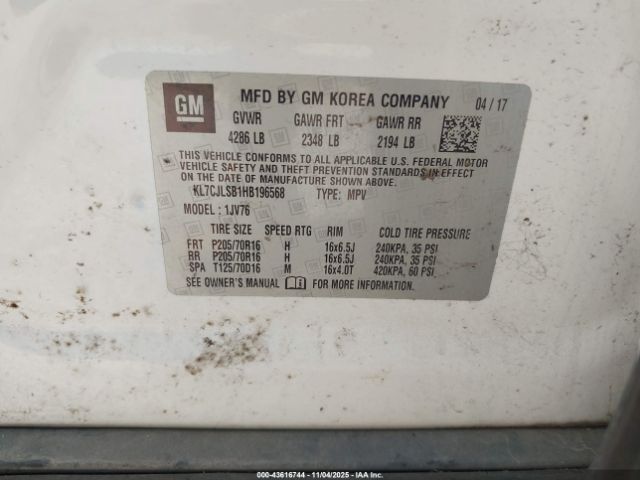 GM MFD BY GM KOREA COMPANY 04 / 17
GVWR GAWR FRT GAWR RR
4286 LB 2348 LB 2194 LB
THIS VEHICLE CONFORMS TO ALL APPLICABLE U.S. FEDERAL MOTOR
VEHICLE SAFETY AND THEFT PREVENTION STANDARDS IN EFFECT
ON THE DATE OF MANUFACTURE SHOWN ABOVE.
KL7CJLSB1HB196568 TYPE: MPV
MODEL: 1JV76
TIRE SIZE SPEED RTG RIM COLD TIRE PRESSURE
FRT P205/70R16 H 16x6.5J 240KPA, 35 PSI
RR P205/70R16 H 16x6.5J 240KPA, 35 PSI
SPA T125/70D16 M 16x4.0T 420KPA, 60 PSI
SEE OWNER'S MANUAL FOR MORE INFORMATION.
000-43616744 - 11/04/2025 - IAA Inc.